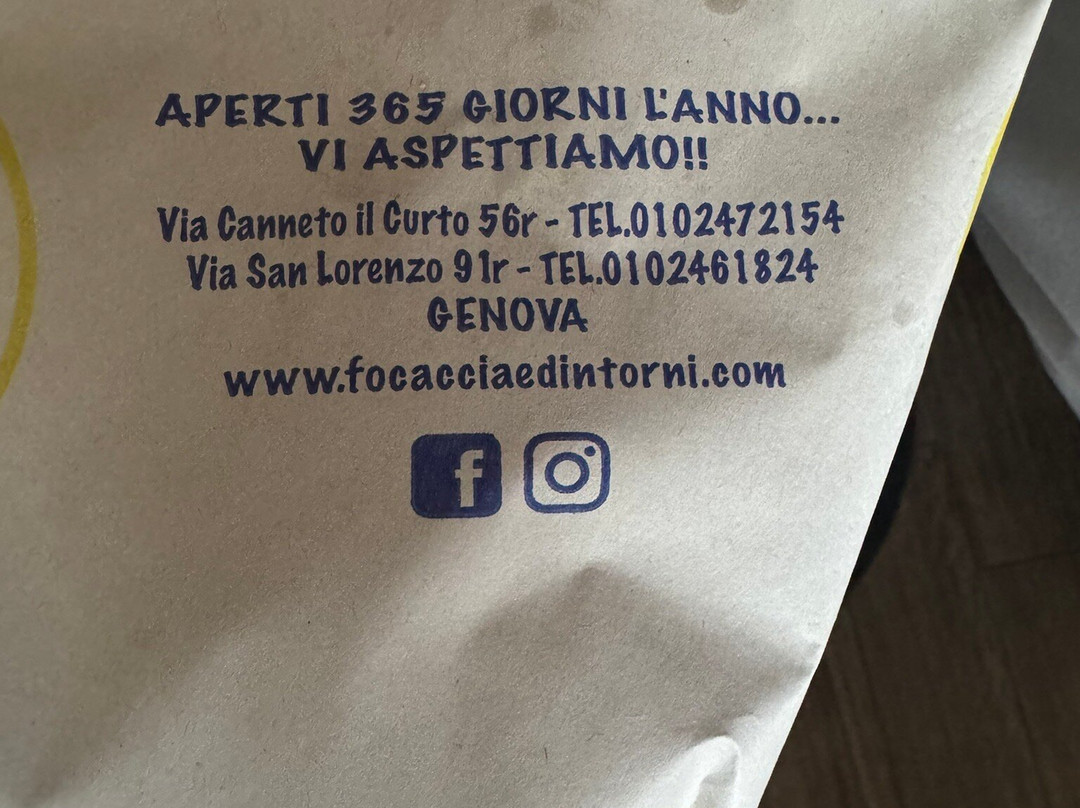 APERTI 365 GIORNI L'ANNO...
VI ASPETTIAMO!!
Via Canneto il Curto 56r - TEL.0102472154
Via San Lorenzo 91r - TEL.0102461824
GENOVA
www.focacciaedintorni.com